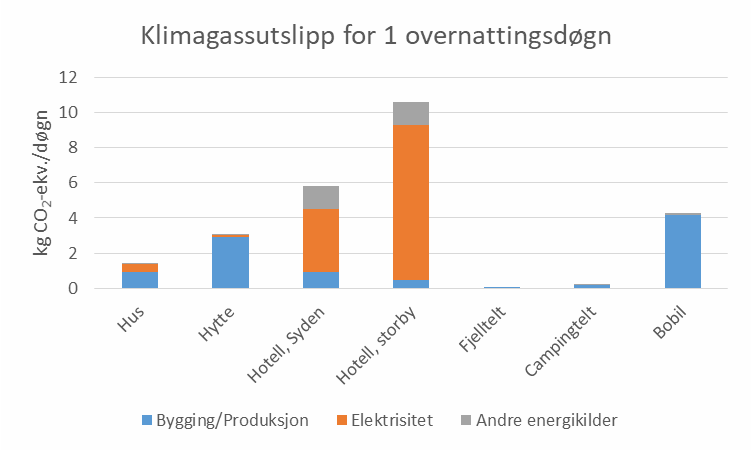 Klimagassutslipp for 1 overnattingsdøgn
kg CO₂-ekv./døgn
12
10
8
6
4
2
0
Hus
Hytte
Hotell, Syden
Hotell, storby
Fjelltelt
Campingtelt
Bobil
Bygging/Produksjon
Elektrisitet
Andre energikilder